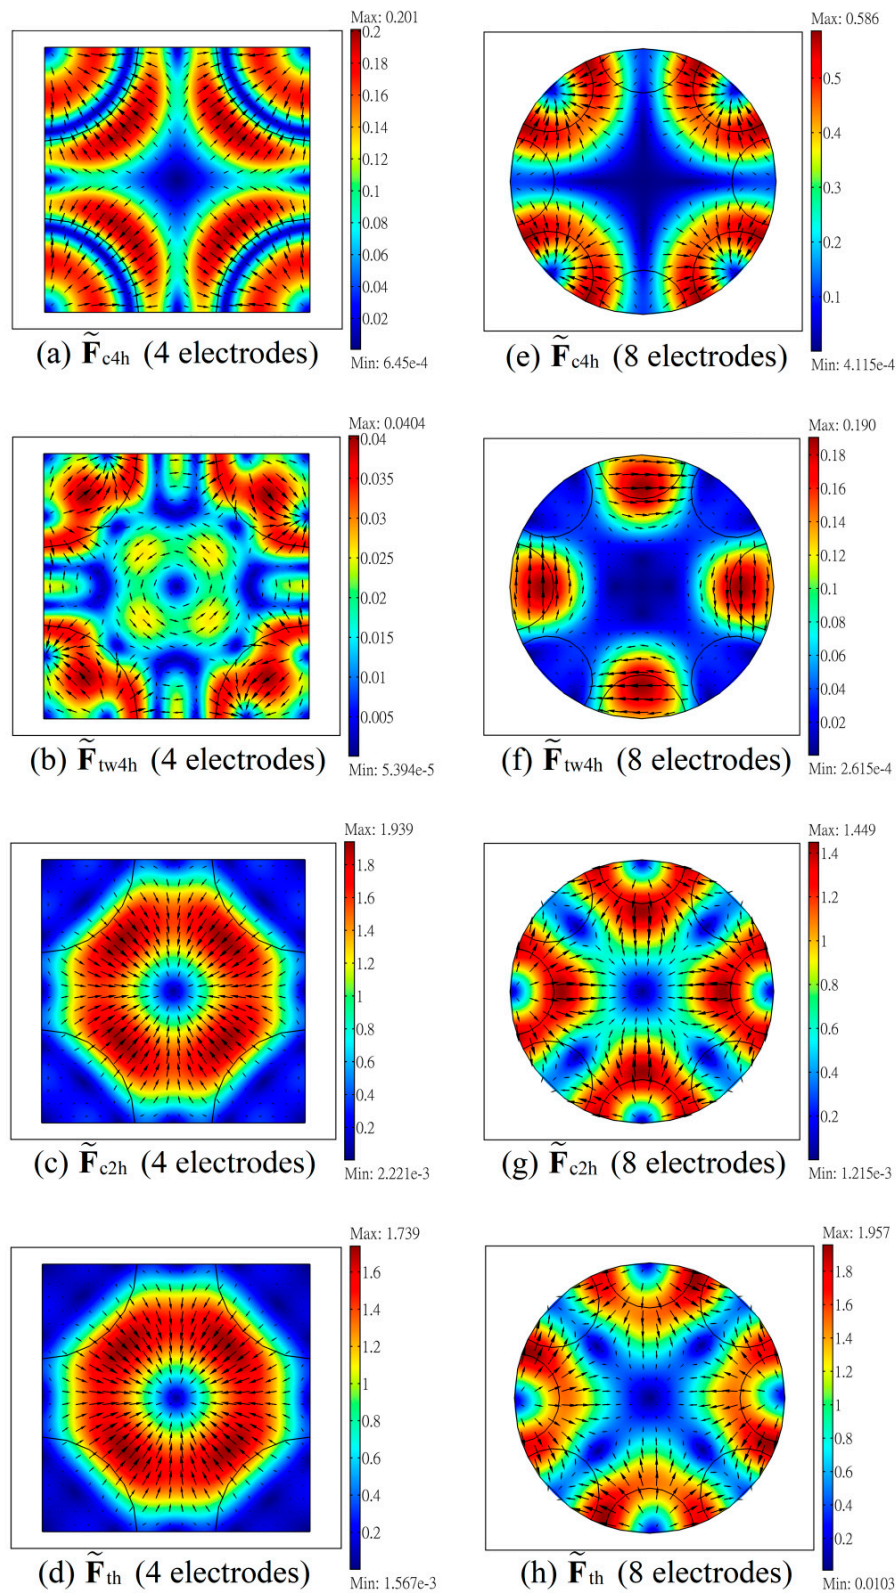 Max: 0.201
0.2
0.18
0.16
0.14
0.12
0.1
0.08
0.06
0.04
0.02
Min: 6.45e-4
(a) F̃c4h (4 electrodes)
Max: 0.586
0.5
0.4
0.3
0.2
0.1
Min: 4.115e-4
(e) F̃c4h (8 electrodes)
Max: 0.0404
0.04
0.035
0.03
0.025
0.02
0.015
0.01
0.005
Min: 5.394e-5
(b) F̃tw4h (4 electrodes)
Max: 0.190
0.18
0.16
0.14
0.12
0.1
0.08
0.06
0.04
0.02
Min: 2.615e-4
(f) F̃tw4h (8 electrodes)
Max: 1.939
1.8
1.6
1.4
1.2
1
0.8
0.6
0.4
0.2
Min: 2.221e-3
(c) F̃c2h (4 electrodes)
Max: 1.449
1.4
1.2
1
0.8
0.6
0.4
0.2
Min: 1.215e-3
(g) F̃c2h (8 electrodes)
Max: 1.739
1.6
1.4
1.2
1
0.8
0.6
0.4
0.2
Min: 1.567e-3
(d) F̃th (4 electrodes)
Max: 1.957
1.8
1.6
1.4
1.2
1
0.8
0.6
0.4
0.2
Min: 0.0103
(h) F̃th (8 electrodes)